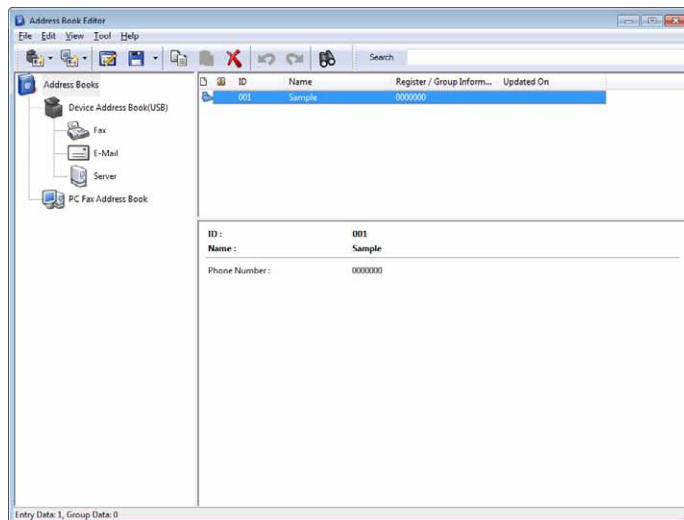 Address Book Editor
File Edit View Tool Help
Search
Address Books
Device Address Book(USB)
Fax
E-Mail
Server
PC Fax Address Book
ID Name Register / Group Inform... Updated On
001 Sample 0000000
ID : 001
Name : Sample
Phone Number : 0000000
Entry Data: 1, Group Data: 0